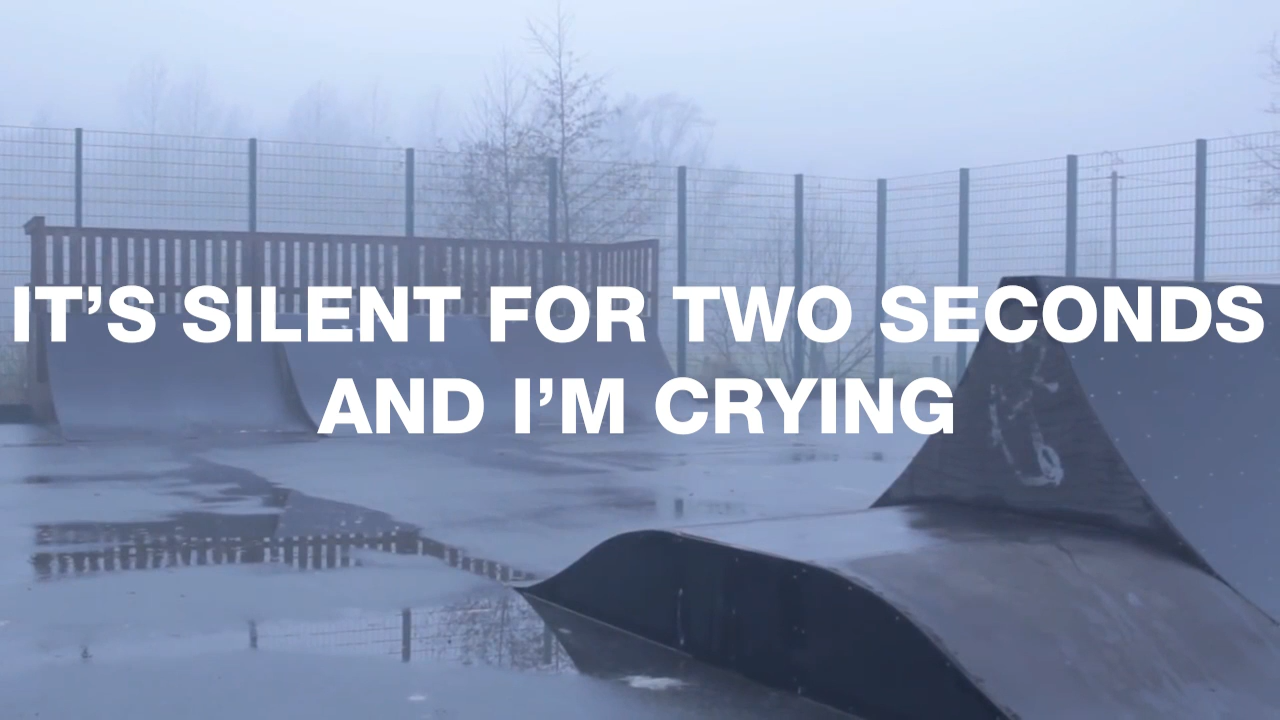 IT’S SILENT FOR TWO SECONDS
AND I’M CRYING